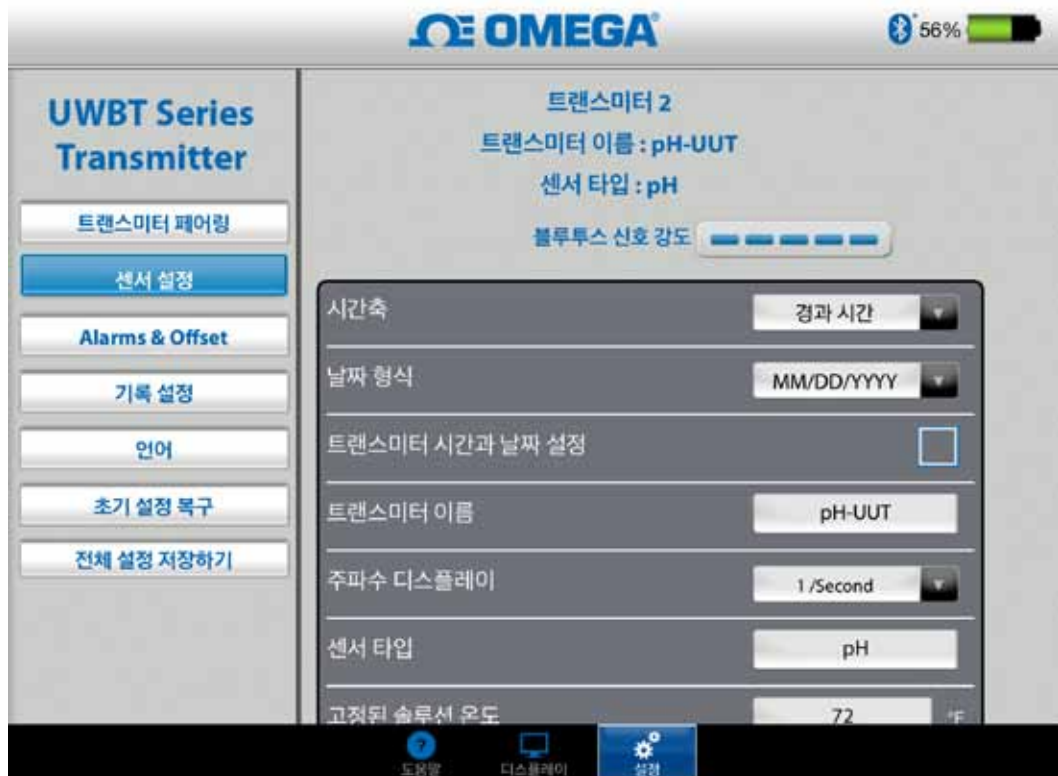 OMEGA
56%
UWBT Series
Transmitter
트랜스미터 페어링
센서 설정
Alarms & Offset
기록 설정
언어
초기 설정 복구
전체 설정 저장하기
트랜스미터 2
트랜스미터 이름 : pH-UUT
센서 타입 : pH
블루투스 신호 강도
시간축 경과 시간
날짜 형식 MM/DD/YYYY
트랜스미터 시간과 날짜 설정
트랜스미터 이름 pH-UUT
주파수 디스플레이 1 /Second
센서 타입 pH
고정된 솔루션 온도 72 °F
도움말 디스플레이 설정